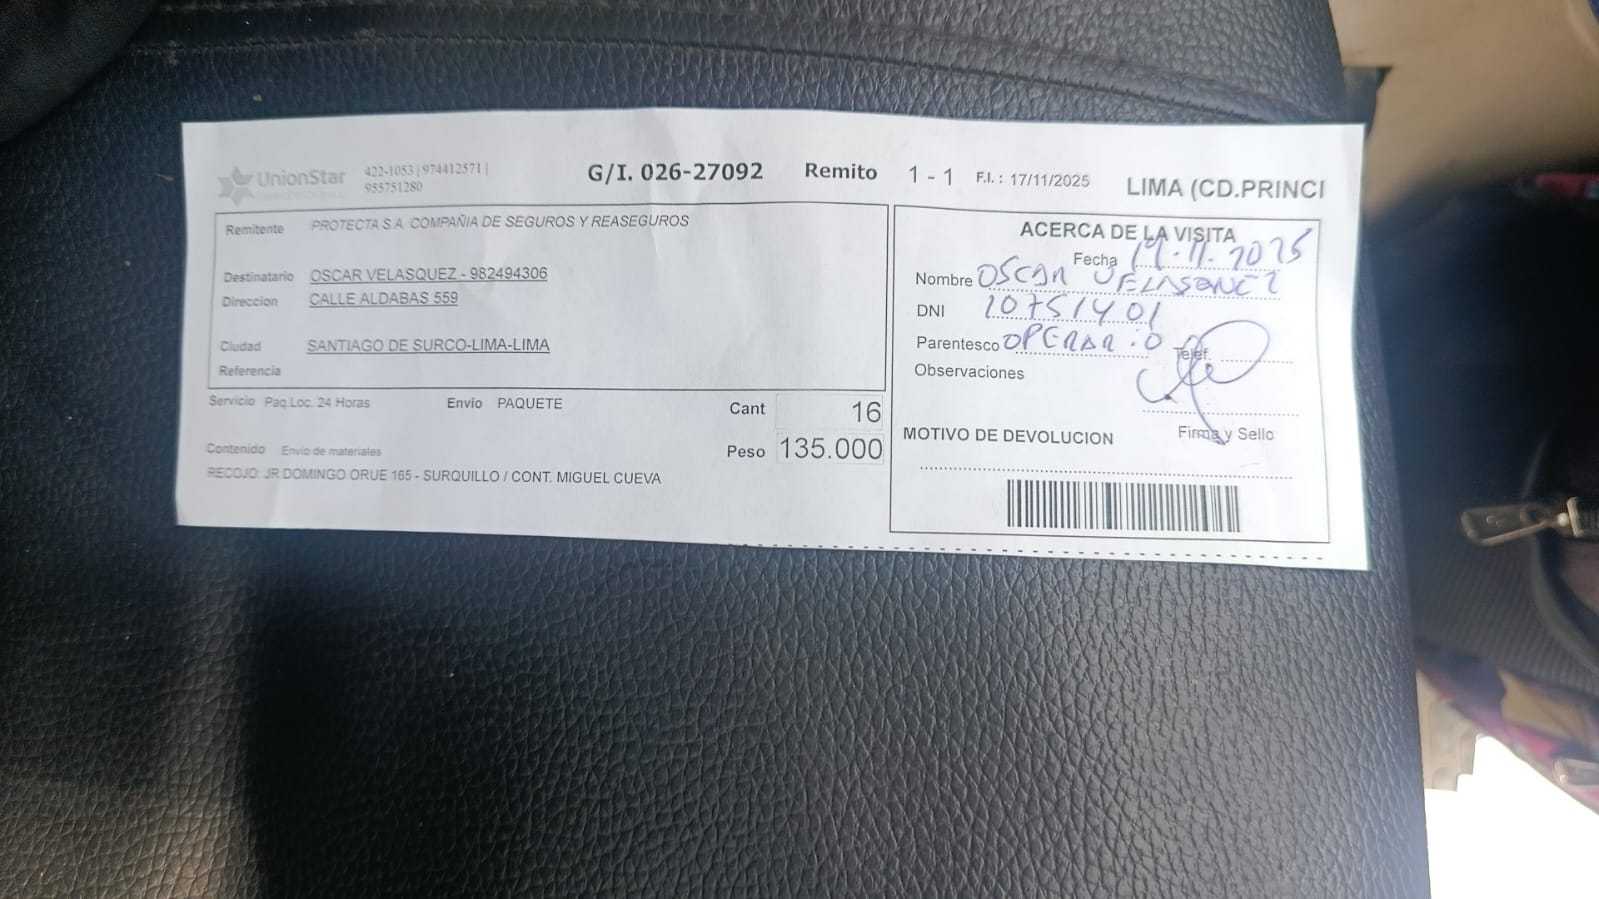 UnionStar
422-1053 | 974412571 |
955751280
G/I. 026-27092 Remito 1 - 1 F.I. : 17/11/2025 LIMA (CD.PRINCI
Remitente PROTECTA S.A. COMPAÑIA DE SEGUROS Y REASEGUROS
Destinatario OSCAR VELASQUEZ - 982494306
Direccion CALLE ALDABAS 559
Ciudad SANTIAGO DE SURCO-LIMA-LIMA
Referencia
Servicio Paq.Loc. 24 Horas Envío PAQUETE Cant 16
Contenido Envio de materiales Peso 135.000
RECOJO: JR DOMINGO ORUE 165 - SURQUILLO / CONT. MIGUEL CUEVA
ACERCA DE LA VISITA
Fecha 19.11.2025
Nombre OSCAR VELASQUEZ
DNI 10751401
Parentesco OPERARIO
Telef.
Observaciones
Firma y Sello
MOTIVO DE DEVOLUCION